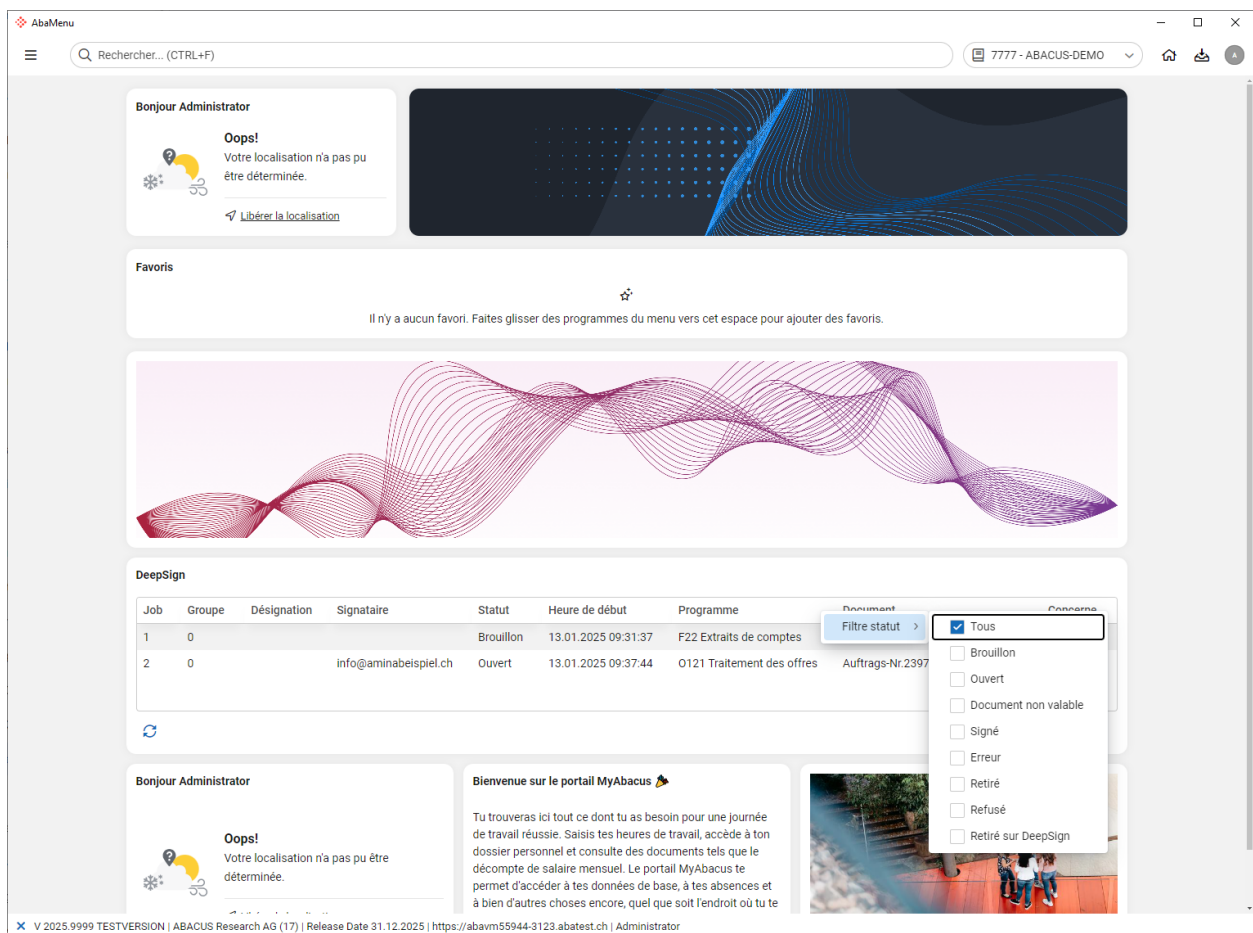 AbaMenu
Rechercher... (CTRL+F)
7777 - ABACUS-DEMO
A
Bonjour Administrator
Oops!
Votre localisation n'a pas pu
être déterminée.
Libérer la localisation
Favoris
Il n'y a aucun favori. Faites glisser des programmes du menu vers cet espace pour ajouter des favoris.
DeepSign
Job Groupe Désignation Signataire Statut Heure de début Programme Document Concerne
1 0 Brouillon 13.01.2025 09:31:37 F22 Extraits de comptes
2 0 info@aminabeispiel.ch Ouvert 13.01.2025 09:37:44 O121 Traitement des offres Auftrags-Nr.2397
Filtre statut
Tous
Brouillon
Ouvert
Document non valable
Signé
Erreur
Retiré
Refusé
Retiré sur DeepSign
Bonjour Administrator
Oops!
Votre localisation n'a pas pu être
déterminée.
Bienvenue sur le portail MyAbacus
Tu trouveras ici tout ce dont tu as besoin pour une journée
de travail réussie. Saisis tes heures de travail, accède à ton
dossier personnel et consulte des documents tels que le
décompte de salaire mensuel. Le portail MyAbacus te
permet d'accéder à tes données de base, à tes absences et
à bien d'autres choses encore, quel que soit l'endroit où tu te
V 2025.9999 TESTVERSION | ABACUS Research AG (17) | Release Date 31.12.2025 | https://abavm55944-3123.abatest.ch | Administrator